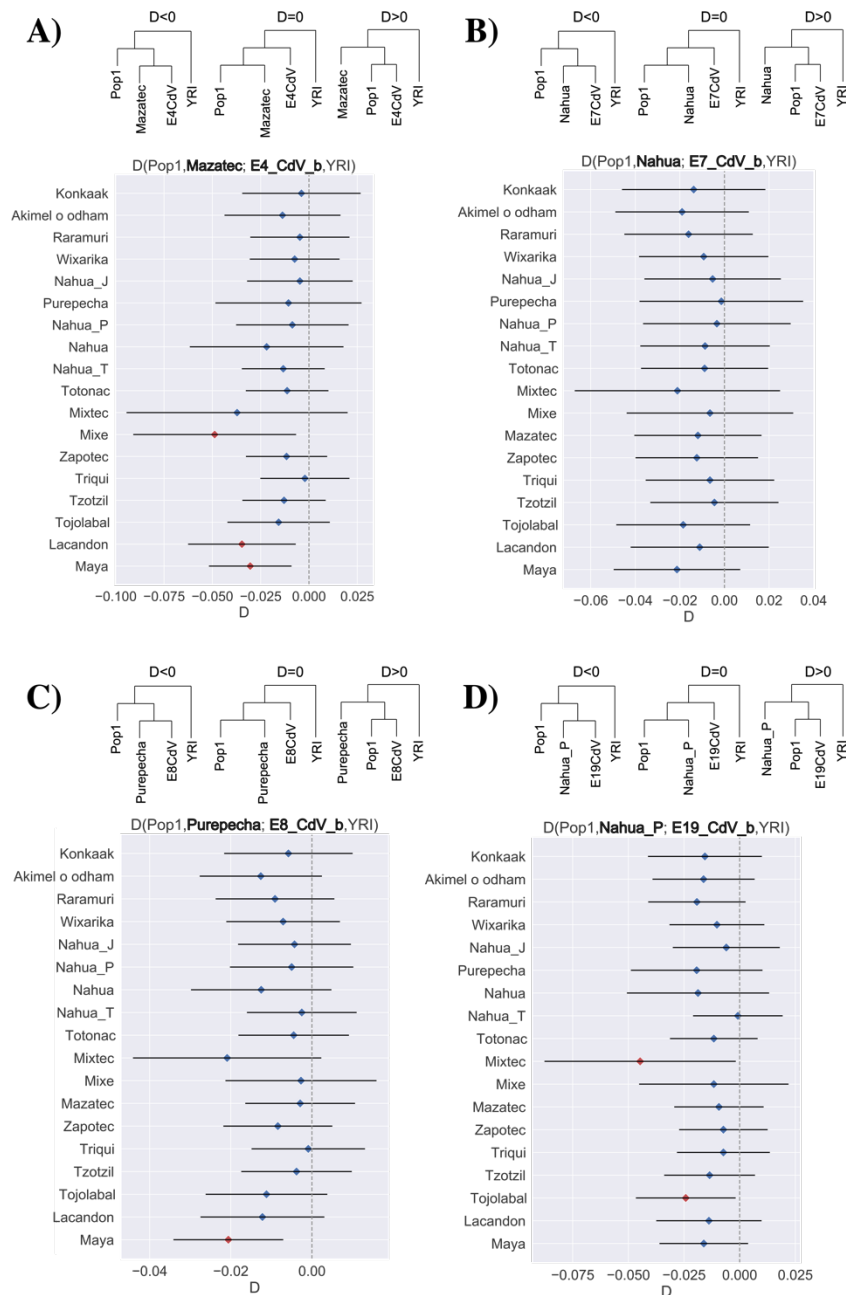 A)
D<0
D=0
D>0
Pop1
Mazatec
E4CdV
YRI
Pop1
Mazatec
E4CdV
YRI
Mazatec
Pop1
E4CdV
YRI
D(Pop1,Mazatec; E4_CdV_b,YRI)
Konkaak
Akimel o odham
Raramuri
Wixarika
Nahua_J
Purepecha
Nahua_P
Nahua
Nahua_T
Totonac
Mixtec
Mixe
Zapotec
Triqui
Tzotzil
Tojolabal
Lacandon
Maya
−0.100 −0.075 −0.050 −0.025 0.000 0.025
D
B)
D<0
D=0
D>0
Pop1
Nahua
E7CdV
YRI
Pop1
Nahua
E7CdV
YRI
Nahua
Pop1
E7CdV
YRI
D(Pop1,Nahua; E7_CdV_b,YRI)
Konkaak
Akimel o odham
Raramuri
Wixarika
Nahua_J
Purepecha
Nahua_P
Nahua_T
Totonac
Mixtec
Mixe
Mazatec
Zapotec
Triqui
Tzotzil
Tojolabal
Lacandon
Maya
−0.06 −0.04 −0.02 0.00 0.02 0.04
D
C)
D<0
D=0
D>0
Pop1
Purepecha
E8CdV
YRI
Pop1
Purepecha
E8CdV
YRI
Purepecha
Pop1
E8CdV
YRI
D(Pop1,Purepecha; E8_CdV_b,YRI)
Konkaak
Akimel o odham
Raramuri
Wixarika
Nahua_J
Nahua_P
Nahua
Nahua_T
Totonac
Mixtec
Mixe
Mazatec
Zapotec
Triqui
Tzotzil
Tojolabal
Lacandon
Maya
−0.04 −0.02 0.00
D
D)
D<0
D=0
D>0
Pop1
Nahua_P
E19CdV
YRI
Pop1
Nahua_P
E19CdV
YRI
Nahua_P
Pop1
E19CdV
YRI
D(Pop1,Nahua_P; E19_CdV_b,YRI)
Konkaak
Akimel o odham
Raramuri
Wixarika
Nahua_J
Purepecha
Nahua
Nahua_T
Totonac
Mixtec
Mixe
Mazatec
Zapotec
Triqui
Tzotzil
Tojolabal
Lacandon
Maya
−0.075 −0.050 −0.025 0.000 0.025
D